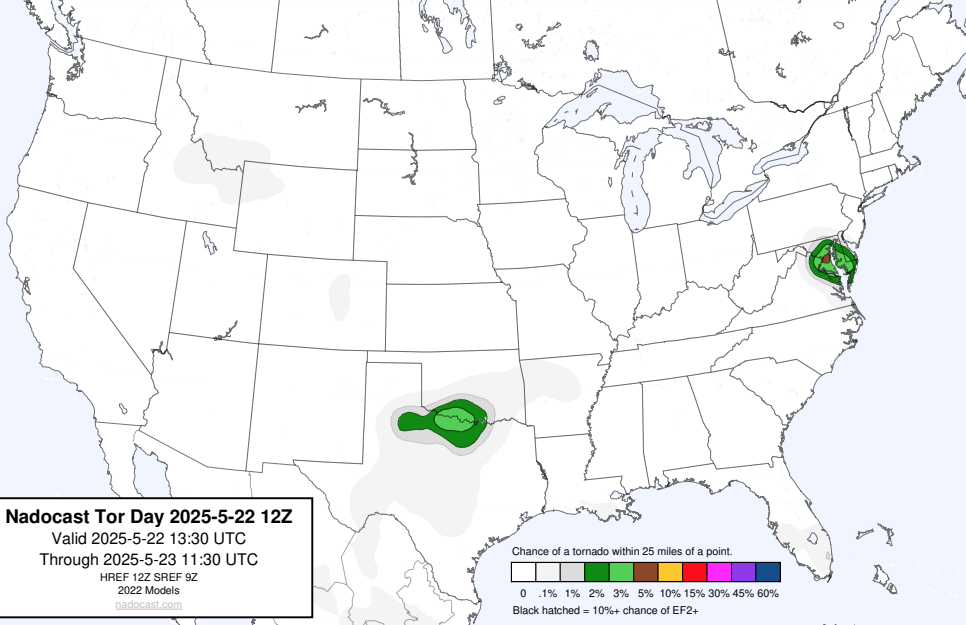 Nadocast Tor Day 2025-5-22 12Z
Valid 2025-5-22 13:30 UTC
Through 2025-5-23 11:30 UTC
HREF 12Z SREF 9Z
2022 Models
nadocast.com
Chance of a tornado within 25 miles of a point.
0 .1% 1% 2% 3% 5% 10% 15% 30% 45% 60%
Black hatched = 10%+ chance of EF2+